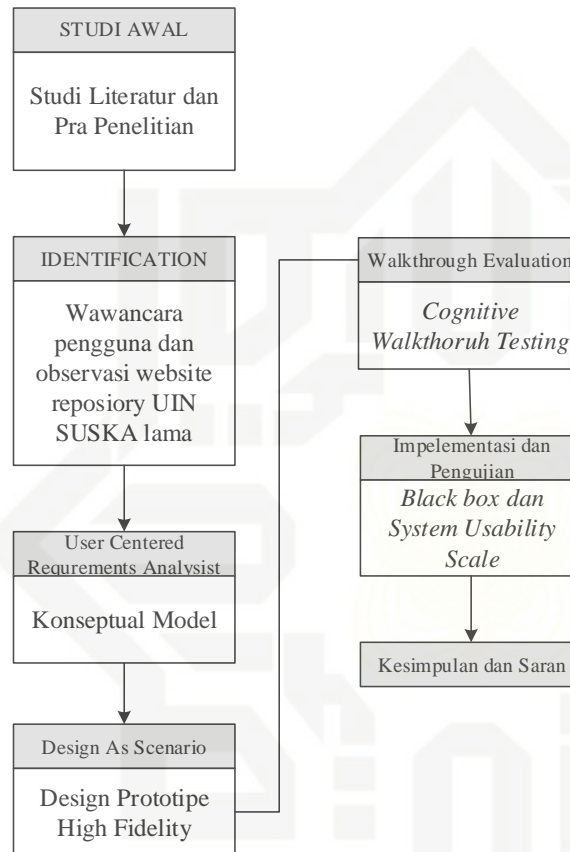 STUDI AWAL
Studi Literatur dan
Pra Penelitian
IDENTIFICATION
Wawancara
pengguna dan
observasi website
reposiory UIN
SUSKA lama
User Centered
Requrements Analysist
Konseptual Model
Design As Scenario
Design Prototipe
High Fidelity
Walkthrough Evaluation
Cognitive
Walkthoruh Testing
Impelementasi dan
Pengujian
Black box dan
System Usability
Scale
Kesimpulan dan Saran